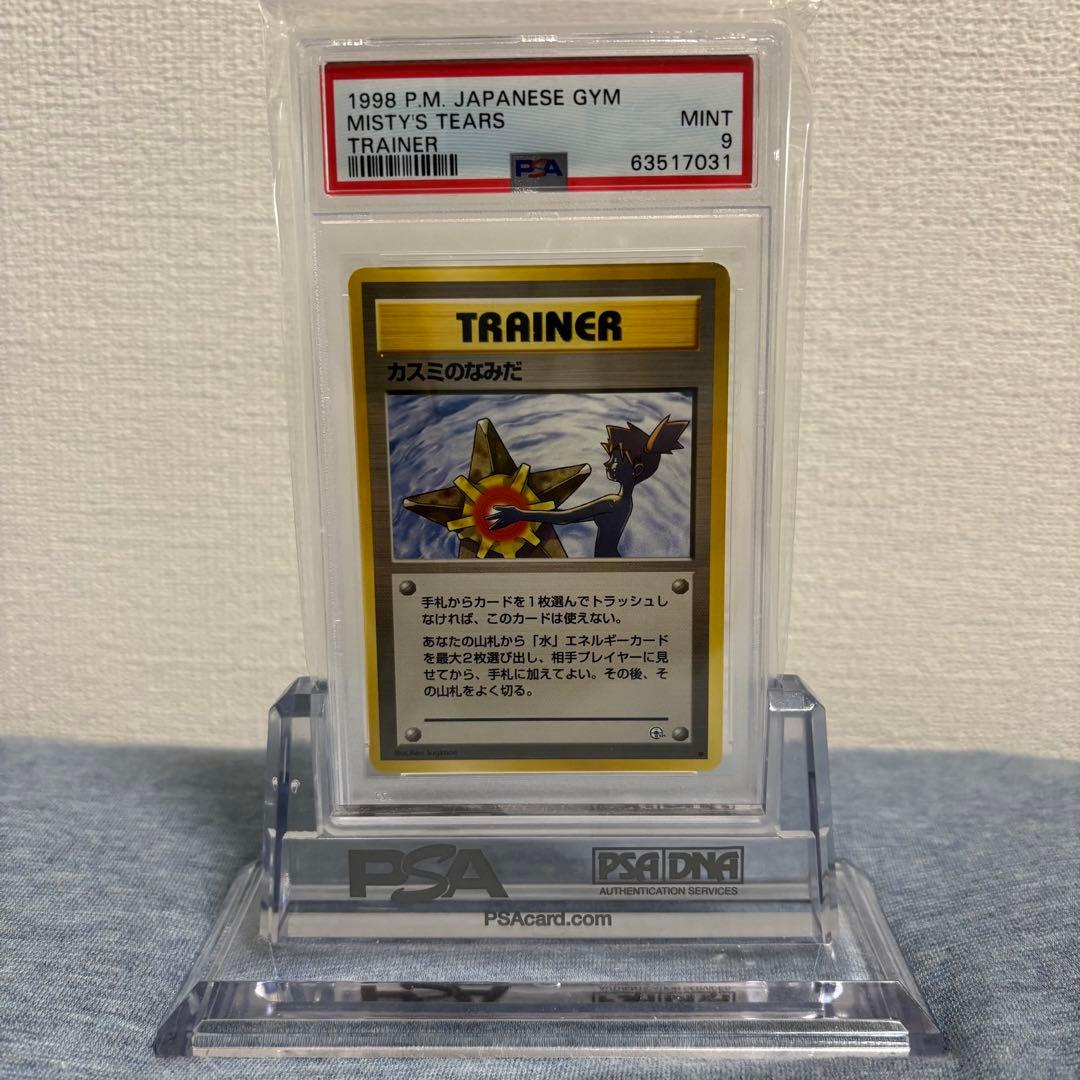 1998 P.M. JAPANESE GYM
MISTY'S TEARS
MINT
TRAINER
9
PSA
63517031
TRAINER
カスミのなみだ
手札からカードを1枚選んでトラッシュし
なければ、このカードは使えない。
あなたの山札から「水」エネルギーカード
を最大2枚選び出し、相手プレイヤーに見
せてから、手札に加えてよい。その後、そ
の山札をよく切る。
Illus. Ken Sugimori
PSA
PSA DNA
AUTHENTICATION SERVICES
PSAcard.com